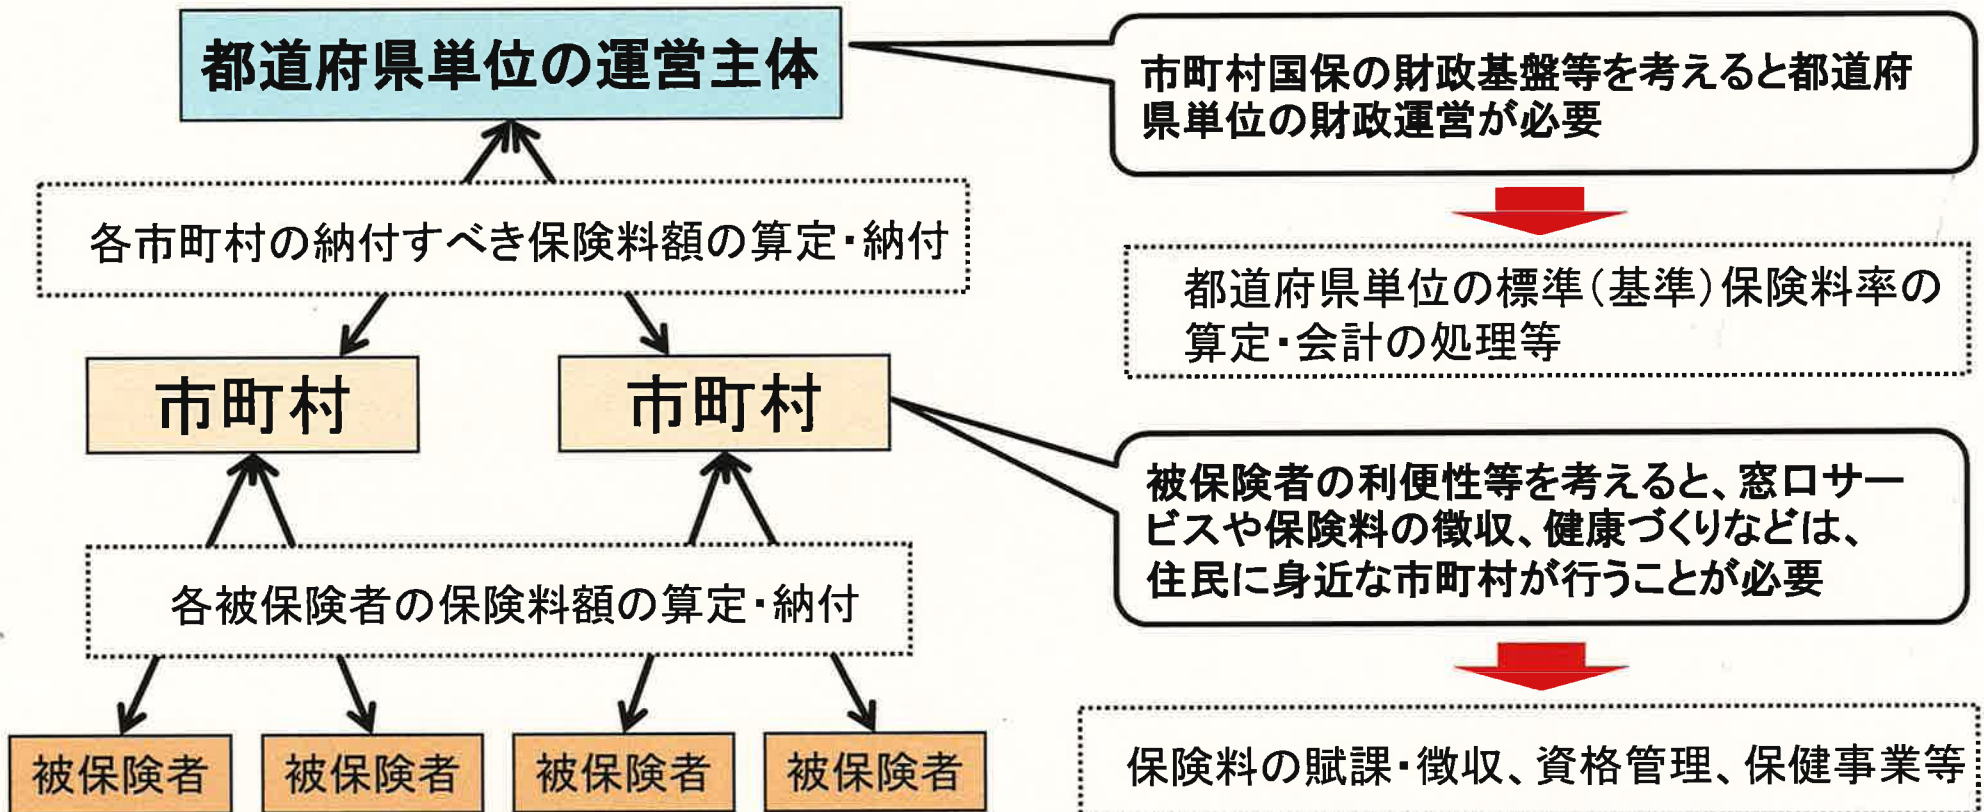 都道府県単位の運営主体
市町村国保の財政基盤等を考えると都道府
県単位の財政運営が必要
各市町村の納付すべき保険料額の算定・納付
都道府県単位の標準(基準)保険料率の
算定・会計の処理等
市町村
市町村
被保険者の利便性等を考えると、窓口サー
ビスや保険料の徴収、健康づくりなどは、
住民に身近な市町村が行うことが必要
各被保険者の保険料額の算定・納付
被保険者
被保険者
被保険者
被保険者
保険料の賦課・徴収、資格管理、保健事業等